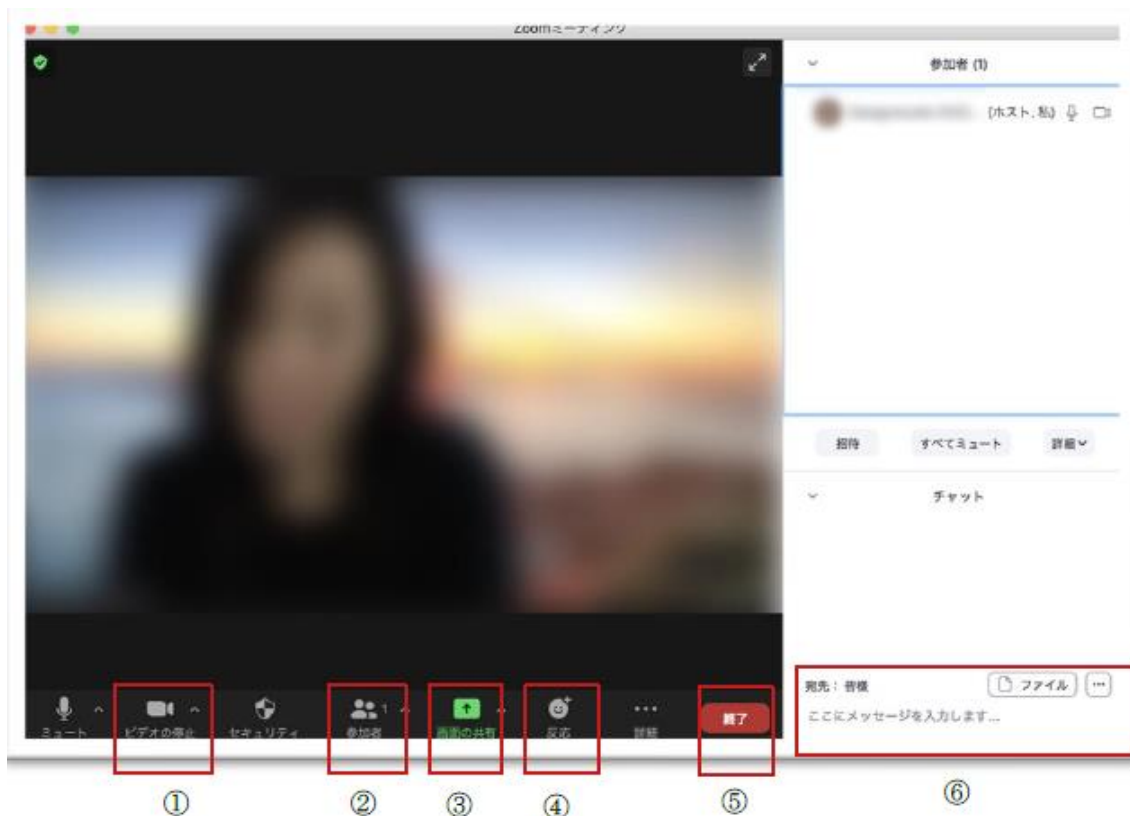 Zoomミーティング
参加者 (1)
(ホスト, 私)
招待
すべてミュート
詳細
チャット
宛先: 皆様
ファイル
ここにメッセージを入力します...
1
終了
ミュート
ビデオの停止
セキュリティ
参加者
画面の共有
反応
詳細
①
②
③
④
⑤
⑥